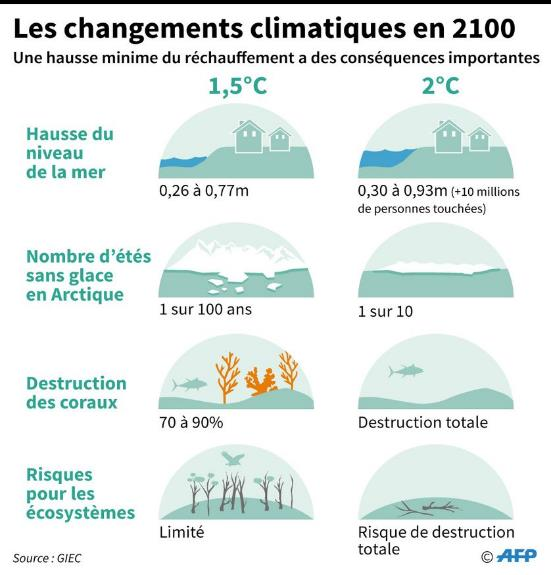 Les changements climatiques en 2100
Une hausse minime du réchauffement a des conséquences importantes
1,5°C
2°C
Hausse du
niveau
de la mer
0,26 à 0,77m
0,30 à 0,93m (+10 millions
de personnes touchées)
Nombre d'étés
sans glace
en Arctique
1 sur 100 ans
1 sur 10
Destruction
des coraux
70 à 90%
Destruction totale
Risques
pour les
écosystèmes
Limité
Risque de destruction
totale
Source : GIEC
© AFP